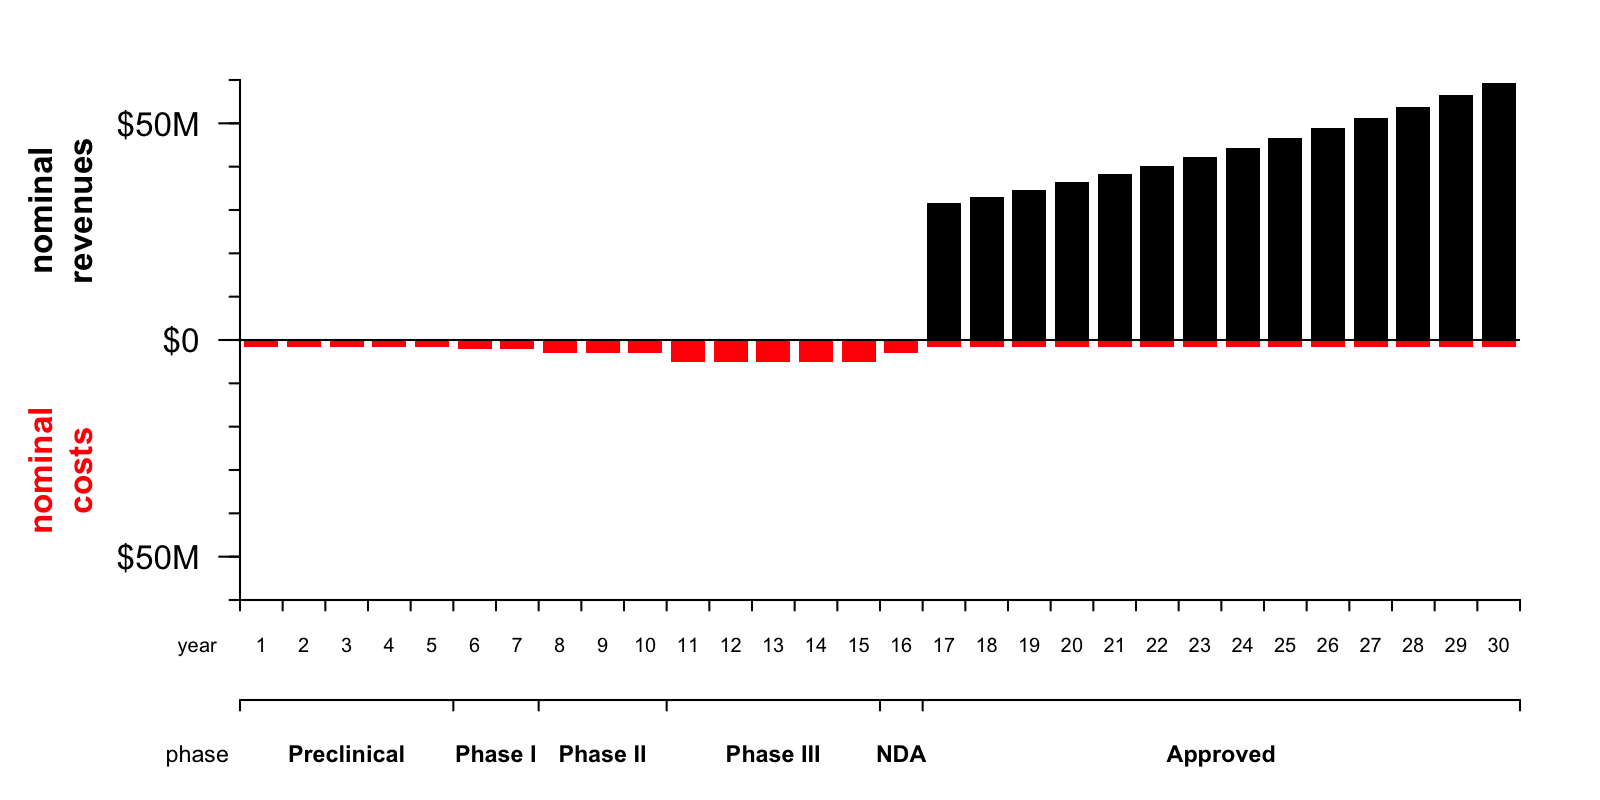 nominal
revenues
$50M
$0
nominal
costs
$50M
year 1 2 3 4 5 6 7 8 9 10 11 12 13 14 15 16 17 18 19 20 21 22 23 24 25 26 27 28 29 30
phase Preclinical Phase I Phase II Phase III NDA Approved